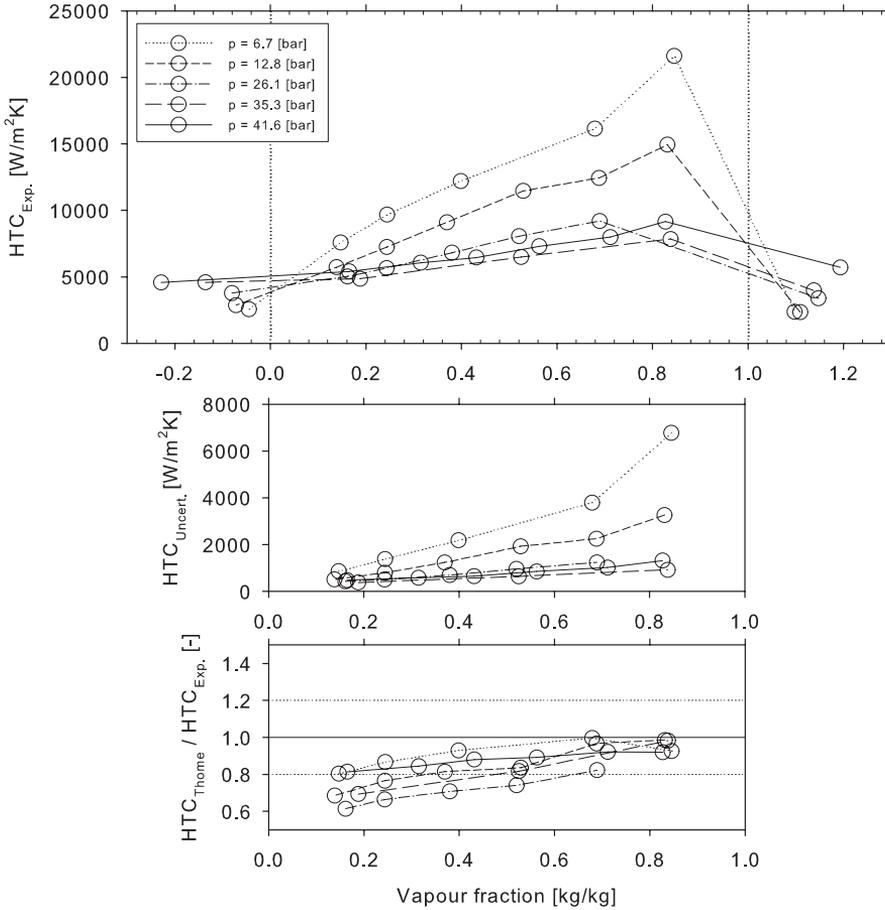 25000
20000
15000
10000
5000
0
HTC_Exp. [W/m²K]
p = 6.7 [bar]
p = 12.8 [bar]
p = 26.1 [bar]
p = 35.3 [bar]
p = 41.6 [bar]
-0.2 0.0 0.2 0.4 0.6 0.8 1.0 1.2
8000
6000
4000
2000
0
HTC_Uncert. [W/m²K]
0.0 0.2 0.4 0.6 0.8 1.0
1.4
1.2
1.0
0.8
0.6
HTC_Thome / HTC_Exp. [-]
0.0 0.2 0.4 0.6 0.8 1.0
Vapour fraction [kg/kg]